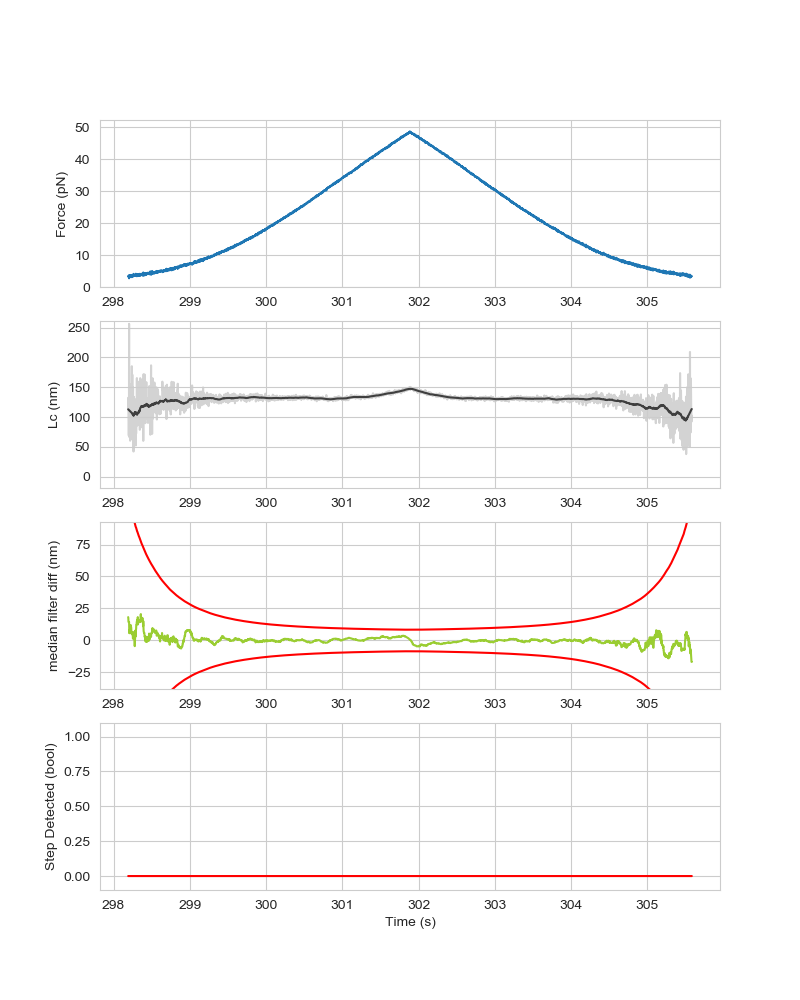 Force (pN)
50
40
30
20
10
0
298 299 300 301 302 303 304 305
Lc (nm)
250
200
150
100
50
0
298 299 300 301 302 303 304 305
median filter diff (nm)
75
50
25
0
−25
298 299 300 301 302 303 304 305
Step Detected (bool)
1.00
0.75
0.50
0.25
0.00
298 299 300 301 302 303 304 305
Time (s)